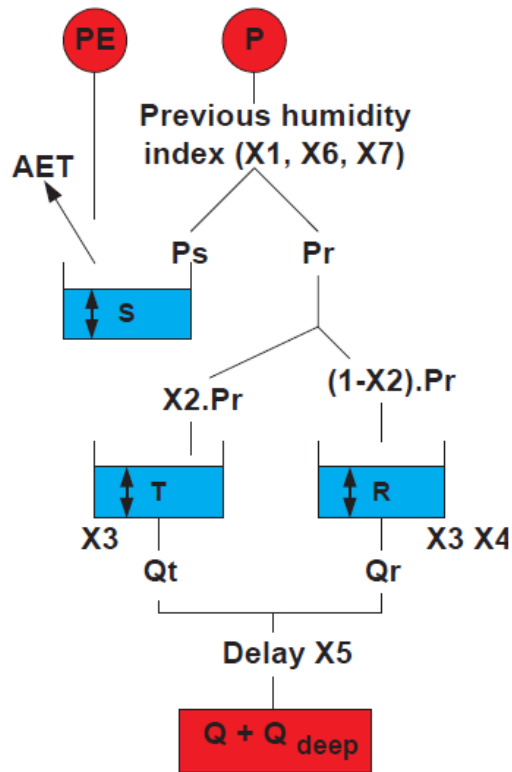 PE
P
Previous humidity
index (X1, X6, X7)
AET
Ps
Pr
S
X2.Pr
(1-X2).Pr
T
R
X3
X3 X4
Qt
Qr
Delay X5
Q + Q deep